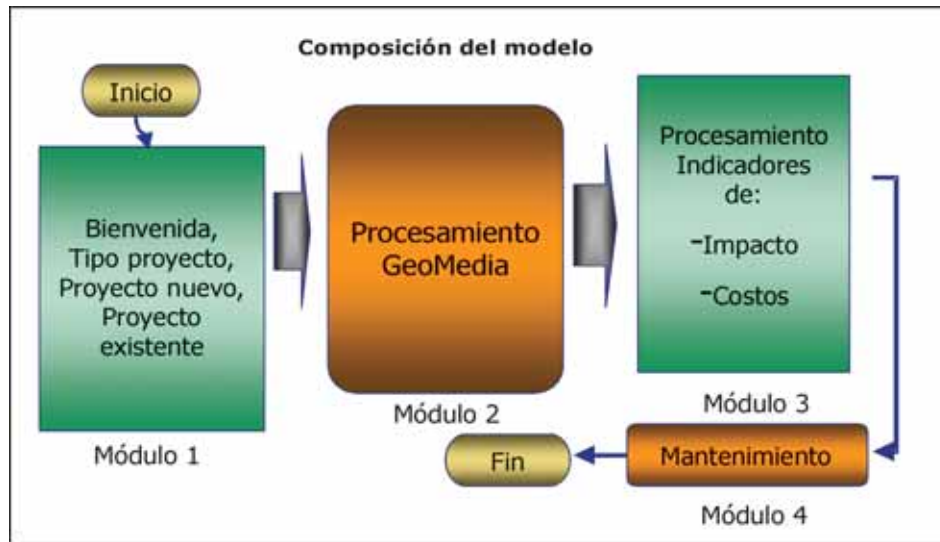 Composición del modelo
Inicio
Bienvenida,
Tipo proyecto,
Proyecto nuevo,
Proyecto
existente
Módulo 1
Procesamiento
GeoMedia
Módulo 2
Procesamiento
Indicadores
de:
-Impacto
-Costos
Módulo 3
Mantenimiento
Módulo 4
Fin